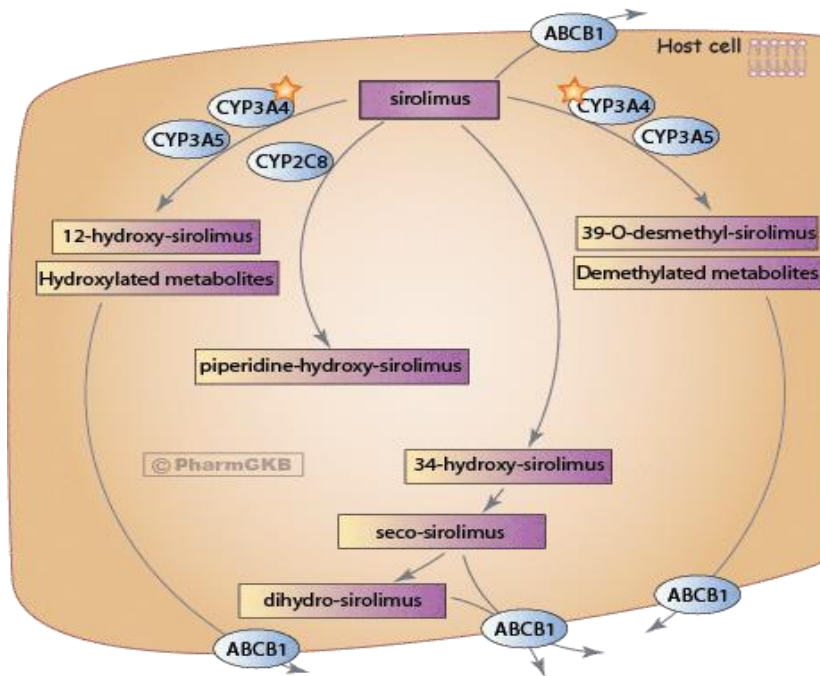 ABCB1
Host cell
CYP3A4
sirolimus
CYP3A4
CYP3A5
CYP3A5
CYP2C8
12-hydroxy-sirolimus
Hydroxylated metabolites
39-O-desmethyl-sirolimus
Demethylated metabolites
piperidine-hydroxy-sirolimus
© PharmGKB
34-hydroxy-sirolimus
seco-sirolimus
dihydro-sirolimus
ABCB1
ABCB1
ABCB1